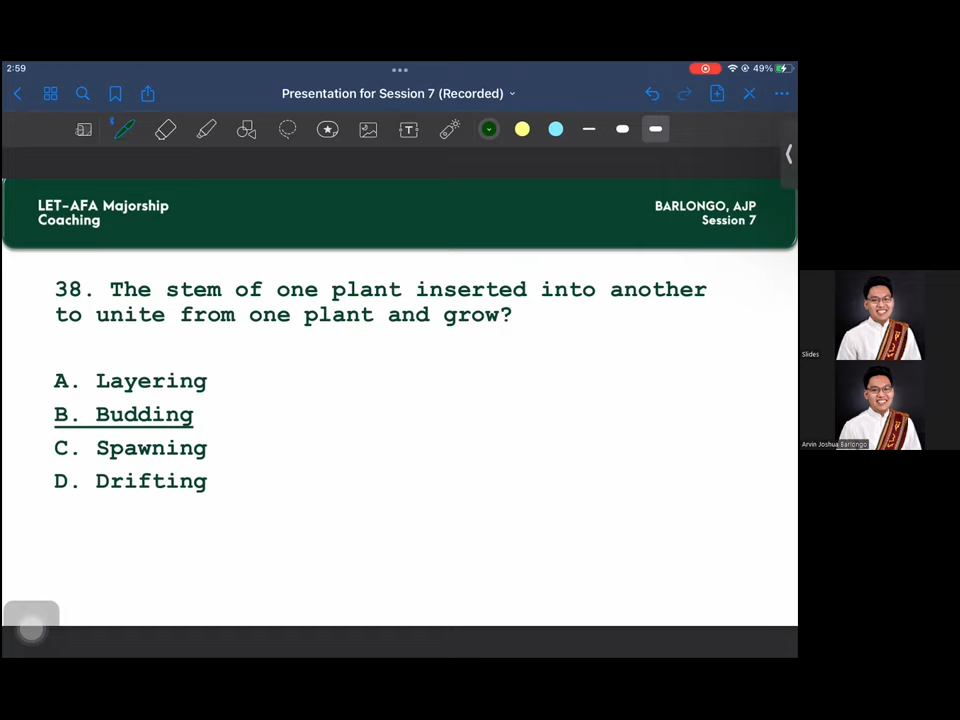 2:59
49%
Presentation for Session 7 (Recorded)
T
LET-AFA Majorship
Coaching
BARLONGO, AJP
Session 7
38. The stem of one plant inserted into another
to unite from one plant and grow?
A. Layering
B. Budding
C. Spawning
D. Drifting
Slides
Arvin Joshua Barlongo